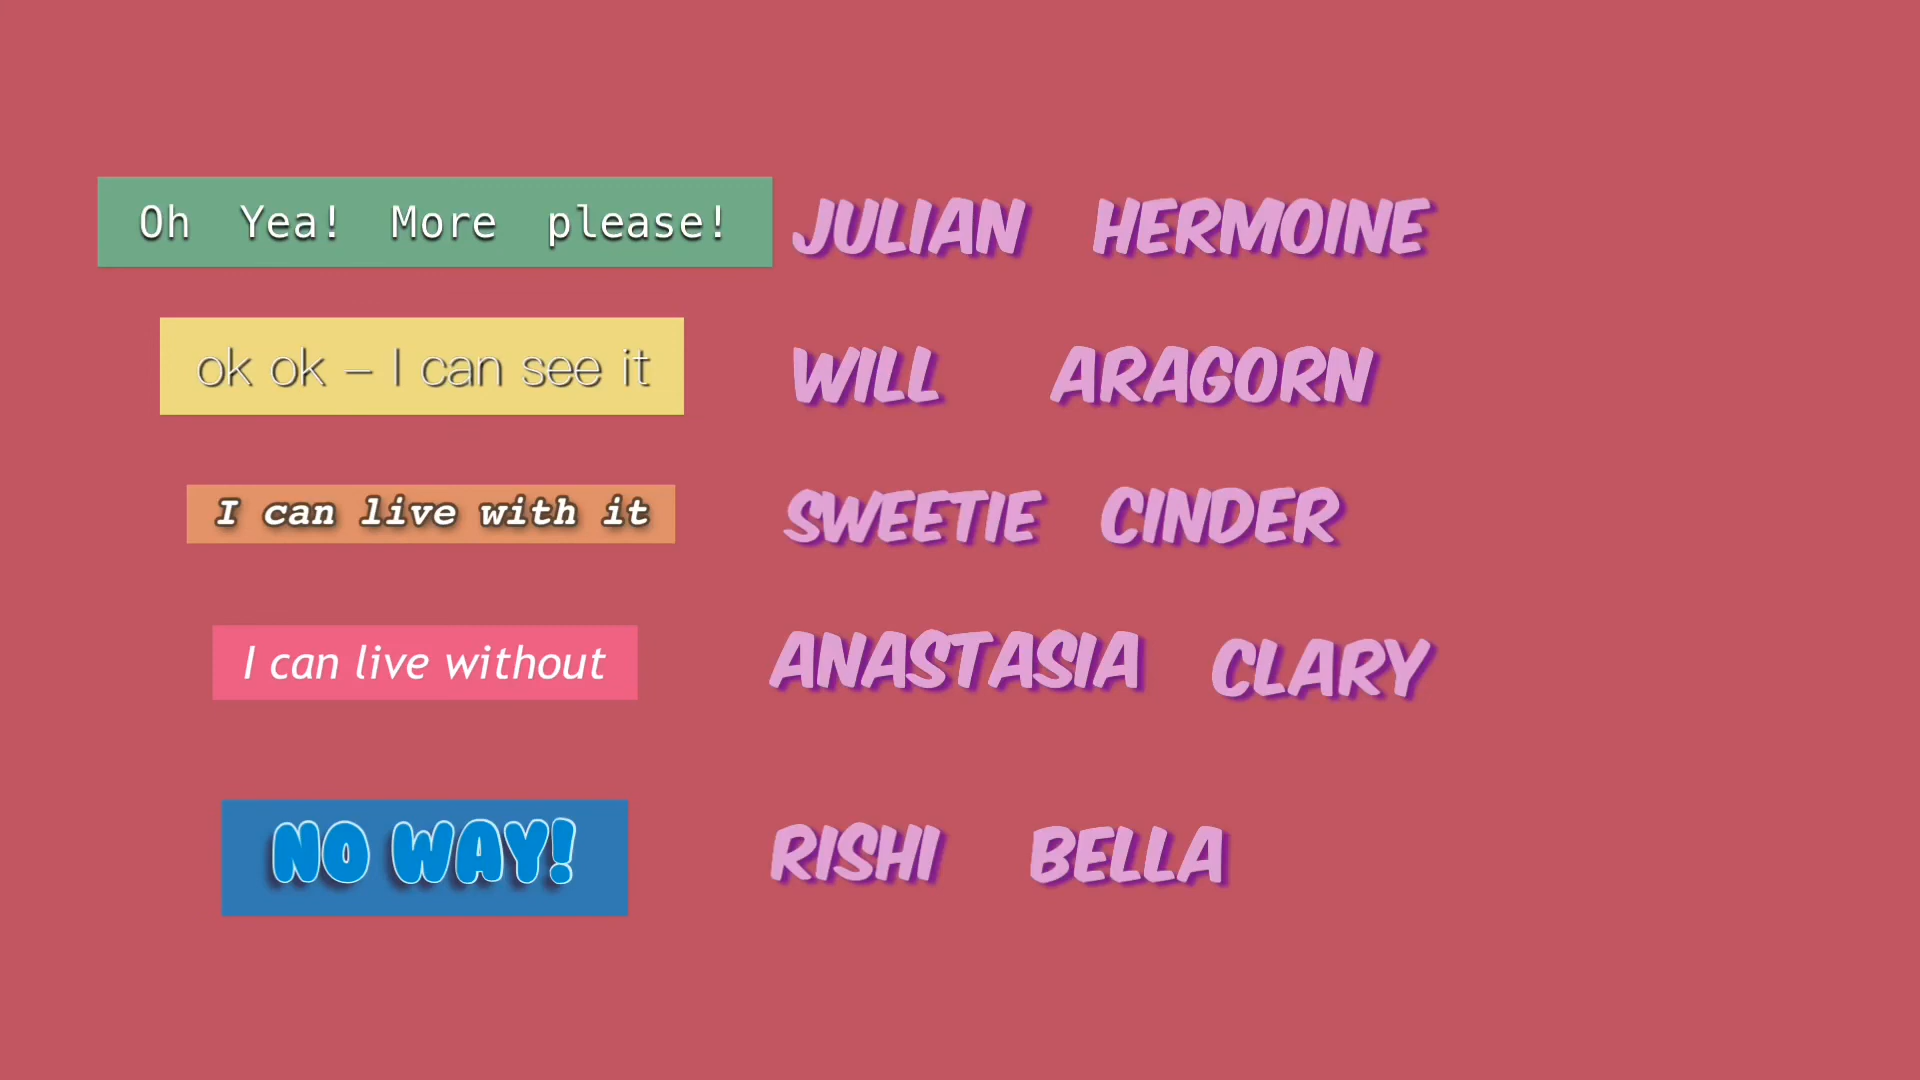 Oh Yea! More please! JULIAN HERMOINE
ok ok – I can see it WILL ARAGORN
I can live with it SWEETIE CINDER
I can live without ANASTASIA CLARY
NO WAY! RISHI BELLA